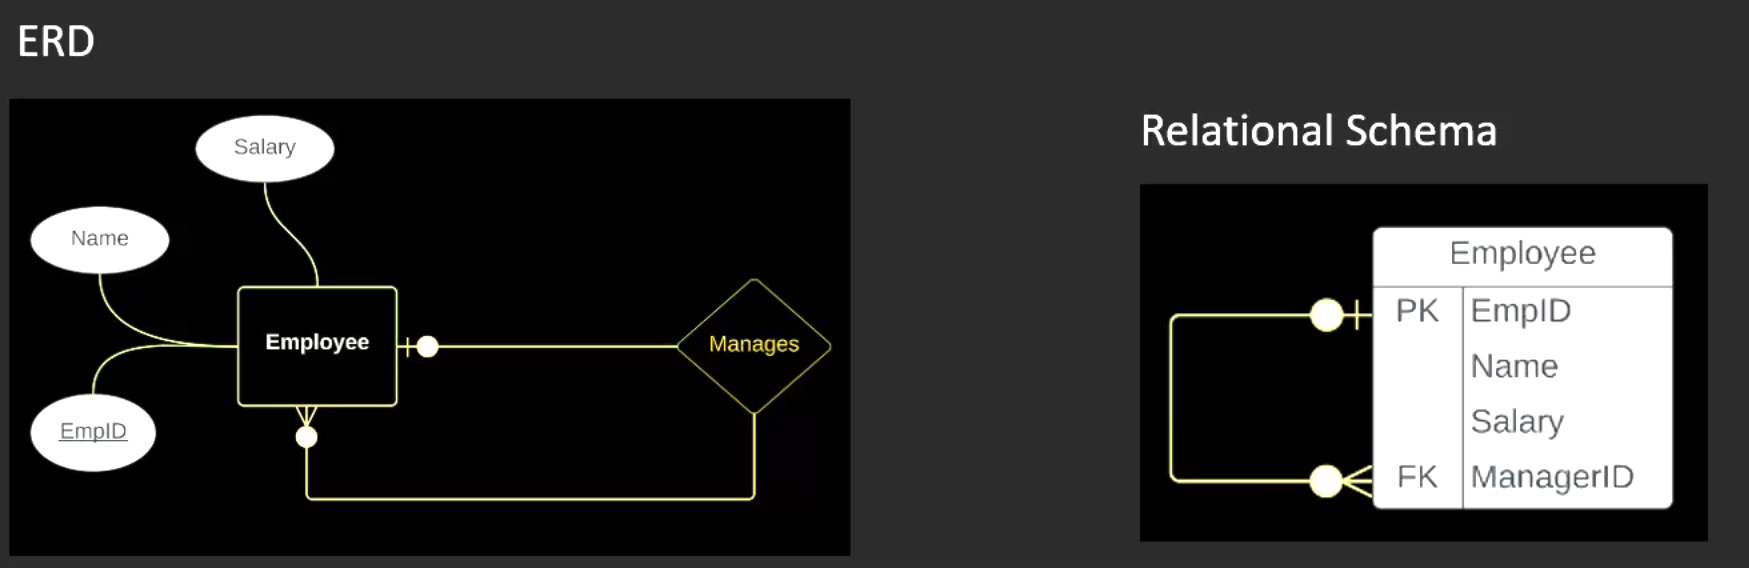 ERD
Salary
Name
Employee
Manages
EmpID
Relational Schema
Employee
PK EmpID
Name
Salary
FK ManagerID